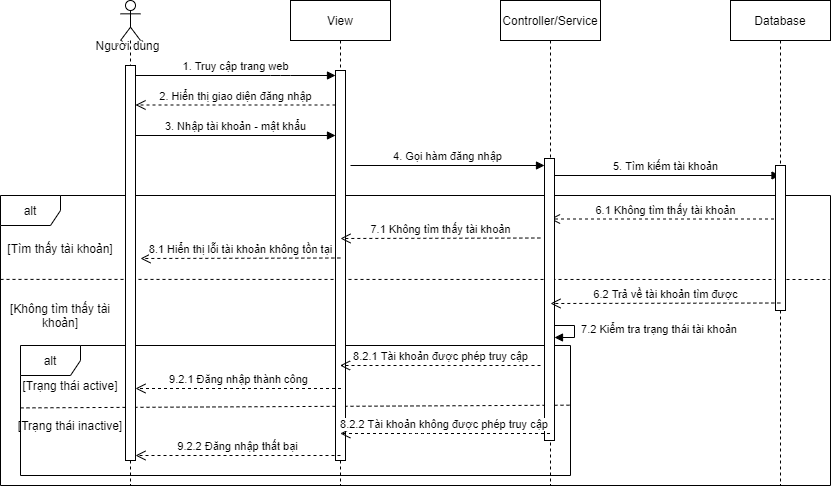 View
Controller/Service
Database
Người dùng
1. Truy cập trang web
2. Hiển thị giao diện đăng nhập
3. Nhập tài khoản - mật khẩu
4. Gọi hàm đăng nhập
5. Tìm kiếm tài khoản
alt
6.1 Không tìm thấy tài khoản
7.1 Không tìm thấy tài khoản
[Tìm thấy tài khoản]
8.1 Hiển thị lỗi tài khoản không tồn tại
6.2 Trả về tài khoản tìm được
[Không tìm thấy tài
khoản]
7.2 Kiểm tra trạng thái tài khoản
alt
8.2.1 Tài khoản được phép truy cập
[Trạng thái active]
9.2.1 Đăng nhập thành công
[Trạng thái inactive]
8.2.2 Tài khoản không được phép truy cập
9.2.2 Đăng nhập thất bại